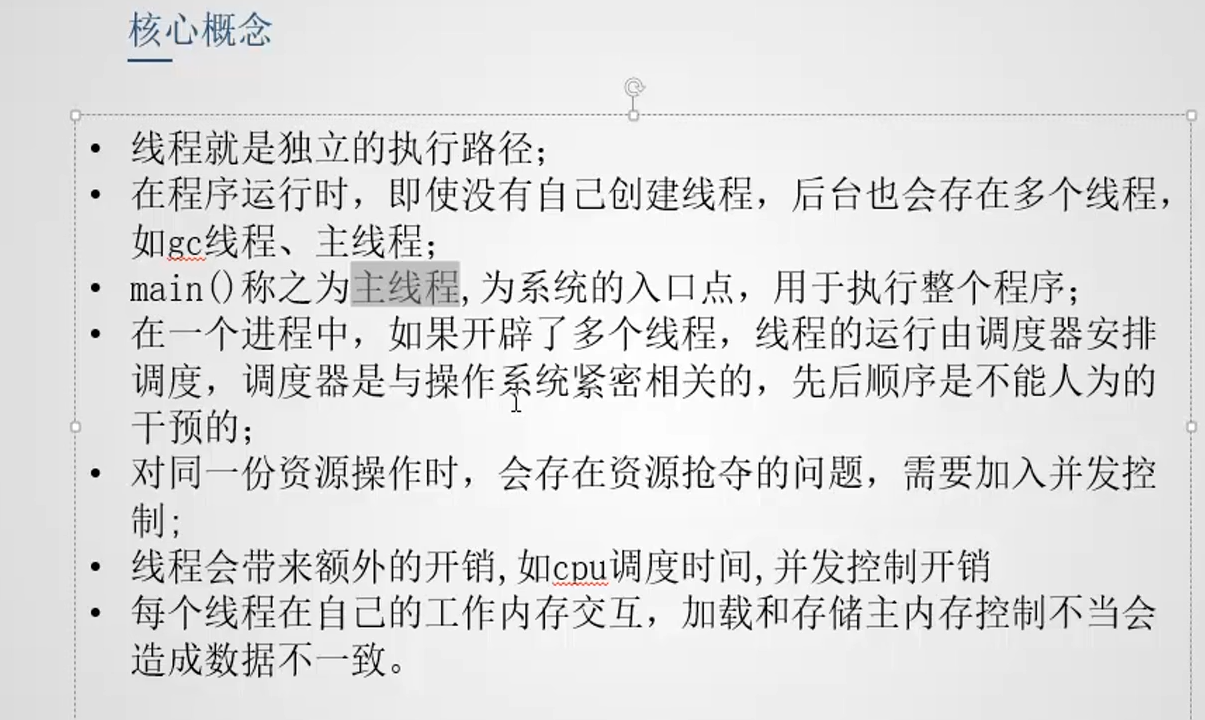 核心概念
• 线程就是独立的执行路径；
• 在程序运行时，即使没有自己创建线程，后台也会存在多个线程，
如gc线程、主线程；
• main()称之为主线程,为系统的入口点，用于执行整个程序；
• 在一个进程中，如果开辟了多个线程，线程的运行由调度器安排
调度，调度器是与操作系统紧密相关的，先后顺序是不能人为的
干预的；
• 对同一份资源操作时，会存在资源抢夺的问题，需要加入并发控
制;
• 线程会带来额外的开销,如cpu调度时间,并发控制开销
• 每个线程在自己的工作内存交互，加载和存储主内存控制不当会
造成数据不一致。